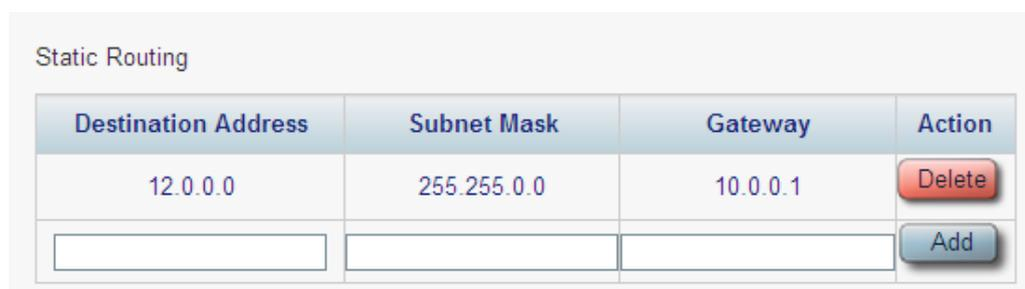 Static Routing
Destination Address Subnet Mask Gateway Action
12.0.0.0 255.255.0.0 10.0.0.1 Delete
Add